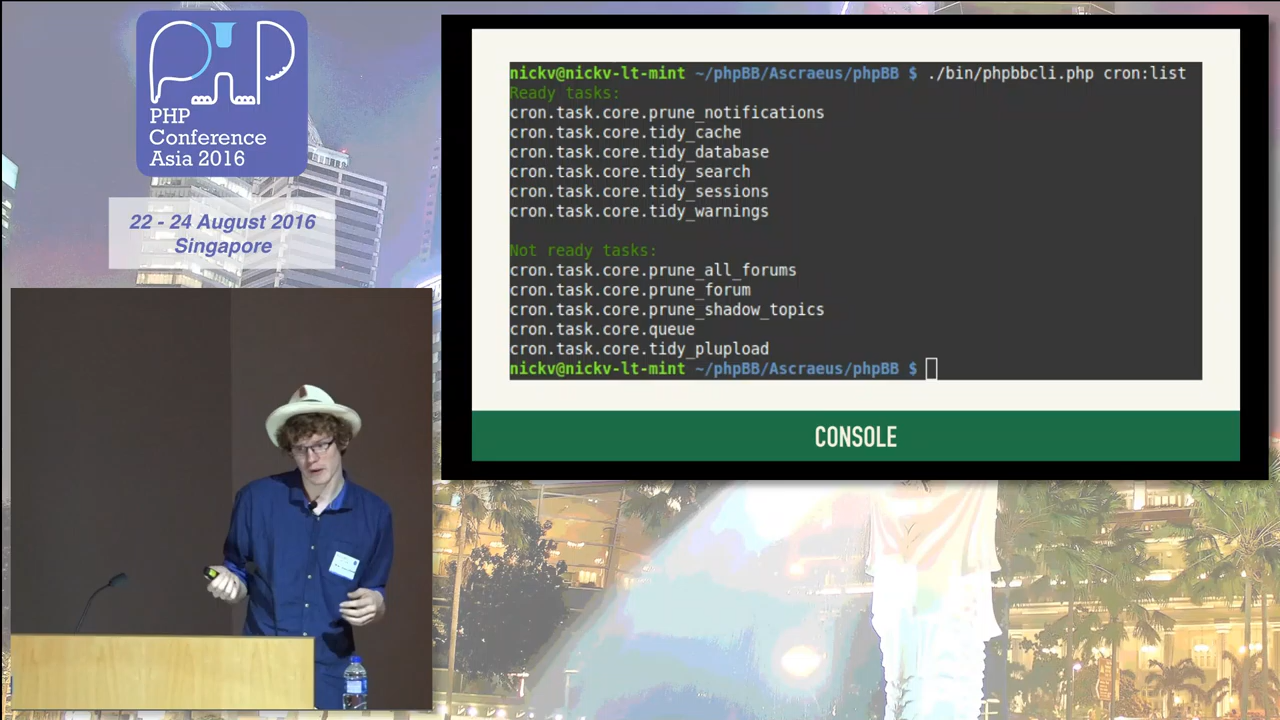 PHP
Conference
Asia 2016
22 - 24 August 2016
Singapore
nickv@nickv-lt-mint ~/phpBB/Ascraeus/phpBB $ ./bin/phpbbcli.php cron:list
Ready tasks:
cron.task.core.prune_notifications
cron.task.core.tidy_cache
cron.task.core.tidy_database
cron.task.core.tidy_search
cron.task.core.tidy_sessions
cron.task.core.tidy_warnings
Not ready tasks:
cron.task.core.prune_all_forums
cron.task.core.prune_forum
cron.task.core.prune_shadow_topics
cron.task.core.queue
cron.task.core.tidy_plupload
nickv@nickv-lt-mint ~/phpBB/Ascraeus/phpBB $
CONSOLE